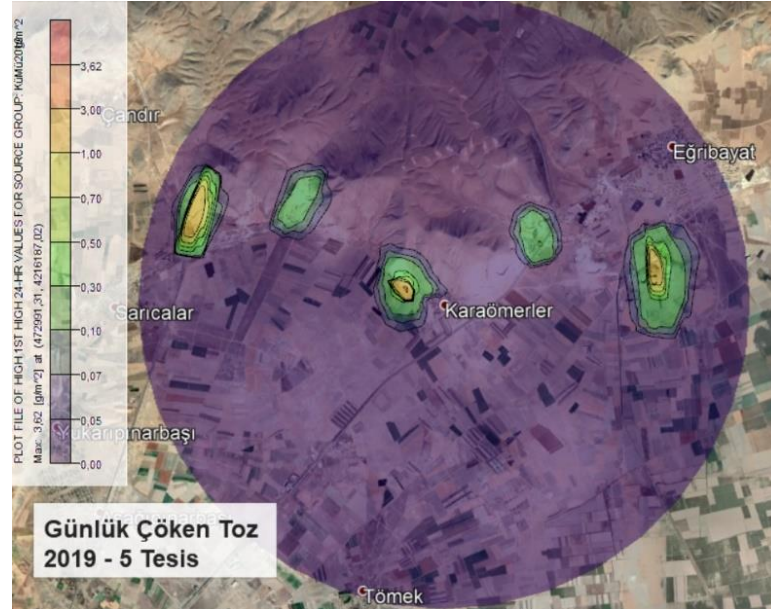 PLOT FILE OF HIGH 1ST HIGH 24-HR VALUES FOR SOURCE GROUP:
Max: 3,62 [g/m^2] at (472991,31, 4216187,02)
3,62
3,00
1,00
0,70
0,50
0,30
0,10
0,07
0,05
0,00
Çandır
Eğribayat
Sarıcalar
Karaömerler
Yukarıpınarbaşı
Günlük Çöken Toz
2019 - 5 Tesis
Tömek